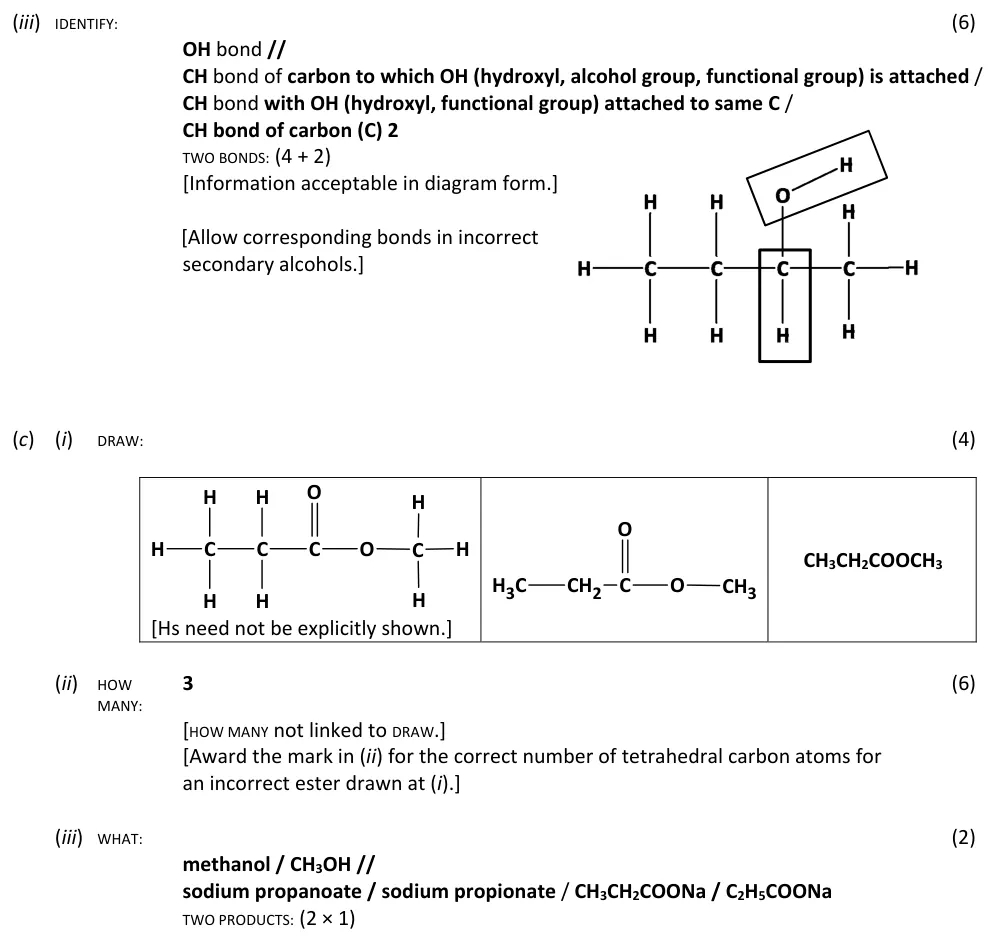 (iii) IDENTIFY: (6)
OH bond //
CH bond of carbon to which OH (hydroxyl, alcohol group, functional group) is attached /
CH bond with OH (hydroxyl, functional group) attached to same C /
CH bond of carbon (C) 2
TWO BONDS: (4 + 2)
[Information acceptable in diagram form.]
[Allow corresponding bonds in incorrect
secondary alcohols.]
H
O
H H H
H C C C C H
H H H H
(c) (i) DRAW: (4)
H H O H
H C C C O C H
H H H
[Hs need not be explicitly shown.]
O
H₃C CH₂ C O CH₃
CH₃CH₂COOCH₃
(ii) HOW MANY: 3 (6)
[HOW MANY not linked to DRAW.]
[Award the mark in (ii) for the correct number of tetrahedral carbon atoms for
an incorrect ester drawn at (i).]
(iii) WHAT: (2)
methanol / CH₃OH //
sodium propanoate / sodium propionate / CH₃CH₂COONa / C₂H₅COONa
TWO PRODUCTS: (2 × 1)